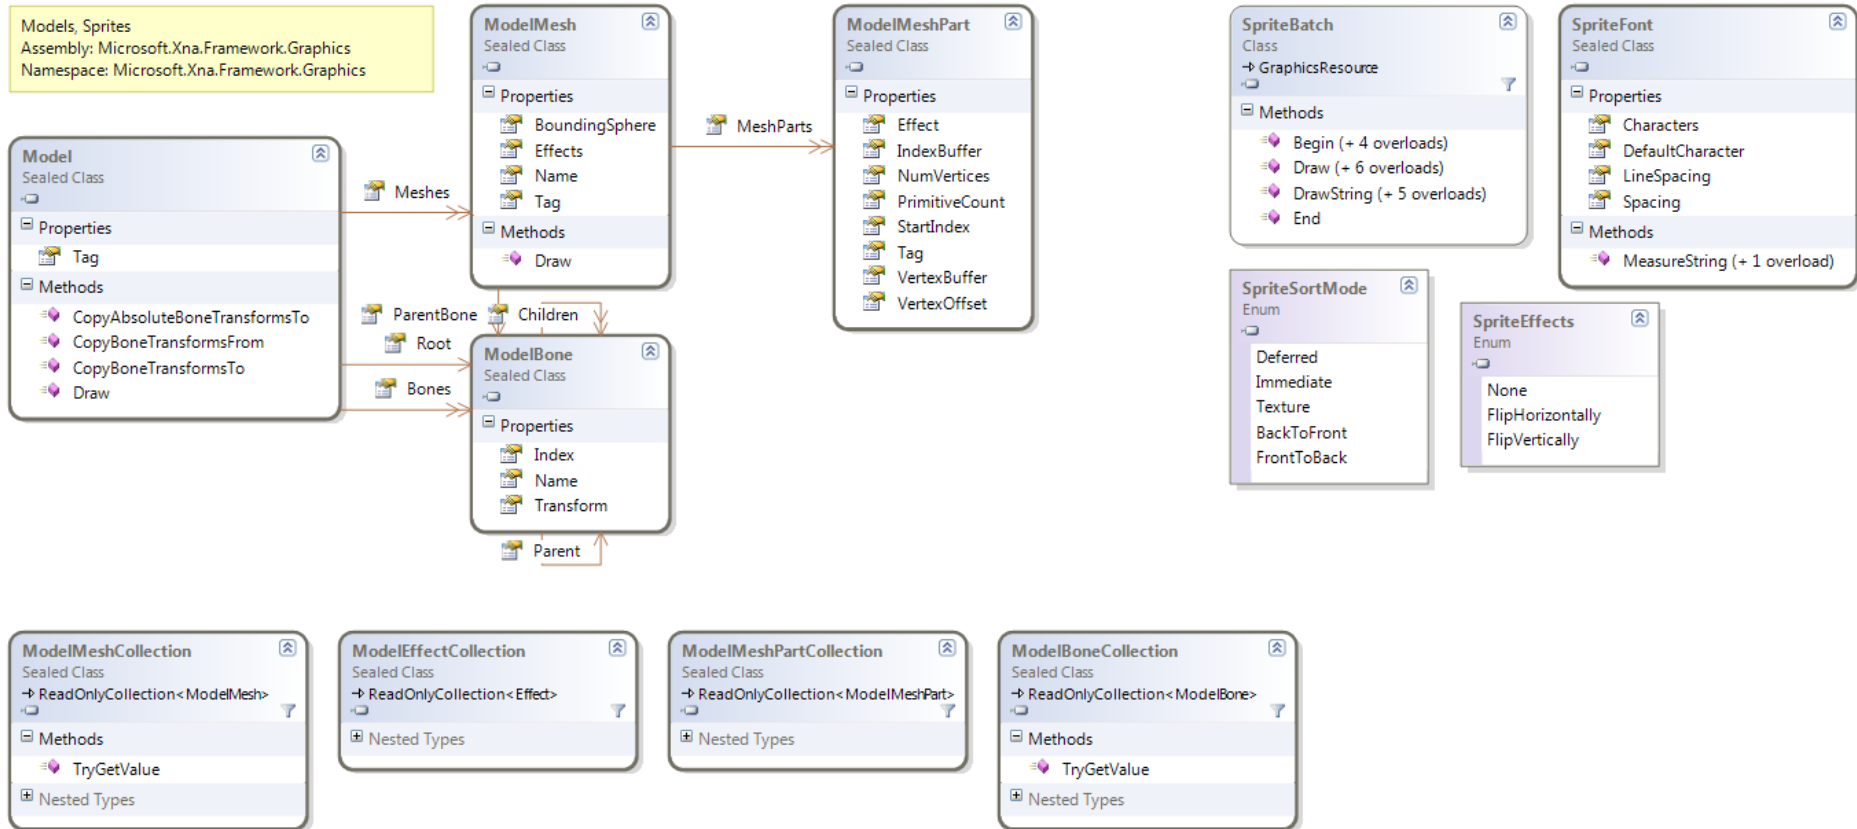 Models, Sprites
Assembly: Microsoft.Xna.Framework.Graphics
Namespace: Microsoft.Xna.Framework.Graphics
Model
Sealed Class
Properties
Tag
Methods
CopyAbsoluteBoneTransformsTo
CopyBoneTransformsFrom
CopyBoneTransformsTo
Draw
Meshes
ParentBone
Children
Root
Bones
ModelMesh
Sealed Class
Properties
BoundingSphere
Effects
Name
Tag
Methods
Draw
MeshParts
ModelBone
Sealed Class
Properties
Index
Name
Transform
Parent
ModelMeshPart
Sealed Class
Properties
Effect
IndexBuffer
NumVertices
PrimitiveCount
StartIndex
Tag
VertexBuffer
VertexOffset
SpriteBatch
Class
GraphicsResource
Methods
Begin (+ 4 overloads)
Draw (+ 6 overloads)
DrawString (+ 5 overloads)
End
SpriteFont
Sealed Class
Properties
Characters
DefaultCharacter
LineSpacing
Spacing
Methods
MeasureString (+ 1 overload)
SpriteSortMode
Enum
Deferred
Immediate
Texture
BackToFront
FrontToBack
SpriteEffects
Enum
None
FlipHorizontally
FlipVertically
ModelMeshCollection
Sealed Class
ReadOnlyCollection<ModelMesh>
Methods
TryGetValue
Nested Types
ModelEffectCollection
Sealed Class
ReadOnlyCollection<Effect>
Nested Types
ModelMeshPartCollection
Sealed Class
ReadOnlyCollection<ModelMeshPart>
Nested Types
ModelBoneCollection
Sealed Class
ReadOnlyCollection<ModelBone>
Methods
TryGetValue
Nested Types